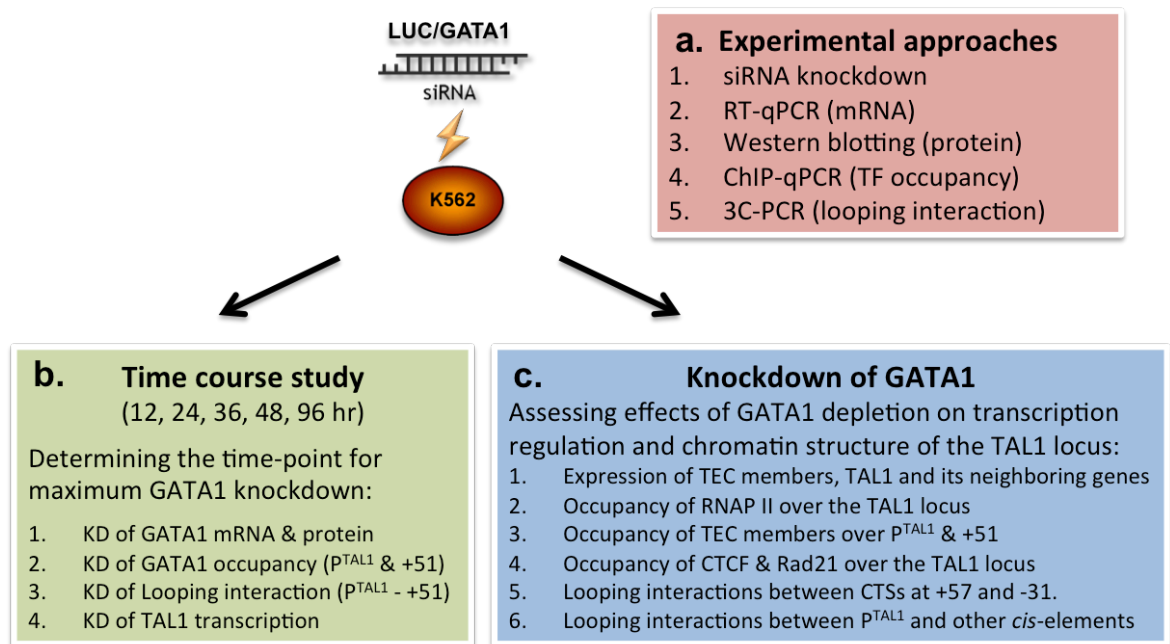 LUC/GATA1
siRNA
K562
a. Experimental approaches
1. siRNA knockdown
2. RT-qPCR (mRNA)
3. Western blotting (protein)
4. ChIP-qPCR (TF occupancy)
5. 3C-PCR (looping interaction)
b. Time course study
(12, 24, 36, 48, 96 hr)
Determining the time-point for
maximum GATA1 knockdown:
1. KD of GATA1 mRNA & protein
2. KD of GATA1 occupancy (P^TAL1 & +51)
3. KD of Looping interaction (P^TAL1 - +51)
4. KD of TAL1 transcription
c. Knockdown of GATA1
Assessing effects of GATA1 depletion on transcription
regulation and chromatin structure of the TAL1 locus:
1. Expression of TEC members, TAL1 and its neighboring genes
2. Occupancy of RNAP II over the TAL1 locus
3. Occupancy of TEC members over P^TAL1 & +51
4. Occupancy of CTCF & Rad21 over the TAL1 locus
5. Looping interactions between CTSs at +57 and -31.
6. Looping interactions between P^TAL1 and other cis-elements